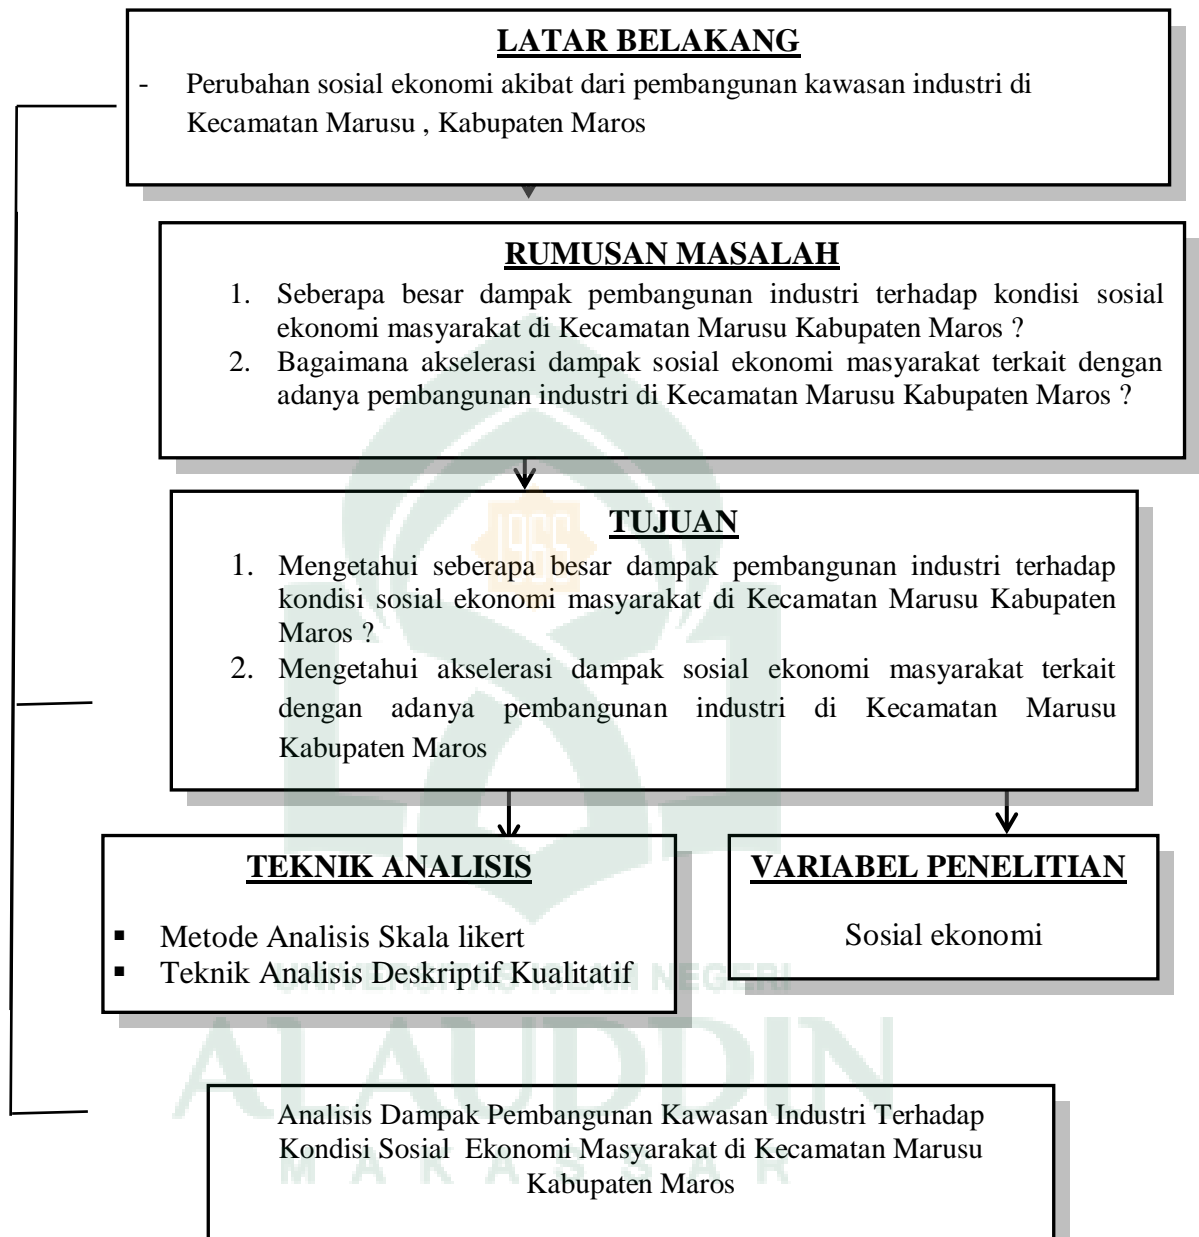 LATAR BELAKANG
- Perubahan sosial ekonomi akibat dari pembangunan kawasan industri di
Kecamatan Marusu , Kabupaten Maros
RUMUSAN MASALAH
1. Seberapa besar dampak pembangunan industri terhadap kondisi sosial
ekonomi masyarakat di Kecamatan Marusu Kabupaten Maros ?
2. Bagaimana akselerasi dampak sosial ekonomi masyarakat terkait dengan
adanya pembangunan industri di Kecamatan Marusu Kabupaten Maros ?
TUJUAN
1. Mengetahui seberapa besar dampak pembangunan industri terhadap
kondisi sosial ekonomi masyarakat di Kecamatan Marusu Kabupaten
Maros ?
2. Mengetahui akselerasi dampak sosial ekonomi masyarakat terkait
dengan adanya pembangunan industri di Kecamatan Marusu
Kabupaten Maros
1965
TEKNIK ANALISIS
▪ Metode Analisis Skala likert
▪ Teknik Analisis Deskriptif Kualitatif
VARIABEL PENELITIAN
Sosial ekonomi
UNIVERSITAS ISLAM NEGERI
ALAUDDIN
MAKASSAR
Analisis Dampak Pembangunan Kawasan Industri Terhadap
Kondisi Sosial Ekonomi Masyarakat di Kecamatan Marusu
Kabupaten Maros